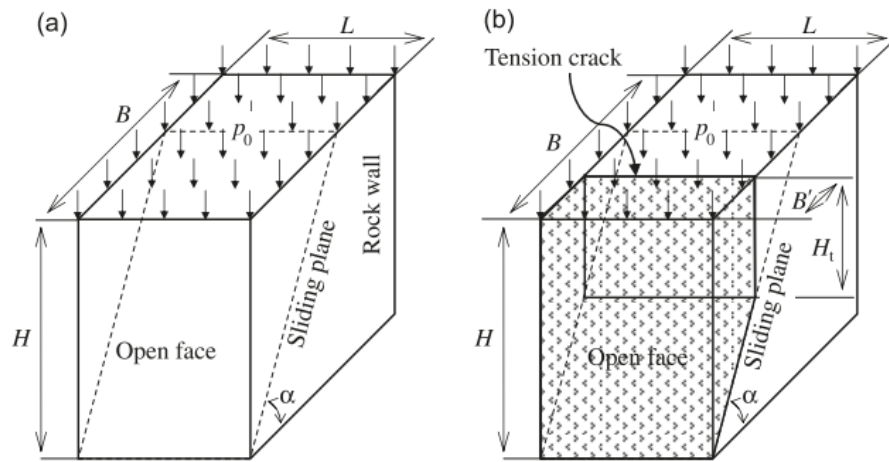 (a)
L
B
p0
Rock wall
Sliding plane
H
Open face
α
(b)
L
Tension crack
B
p0
B′
Ht
Sliding plane
H
Open face
α